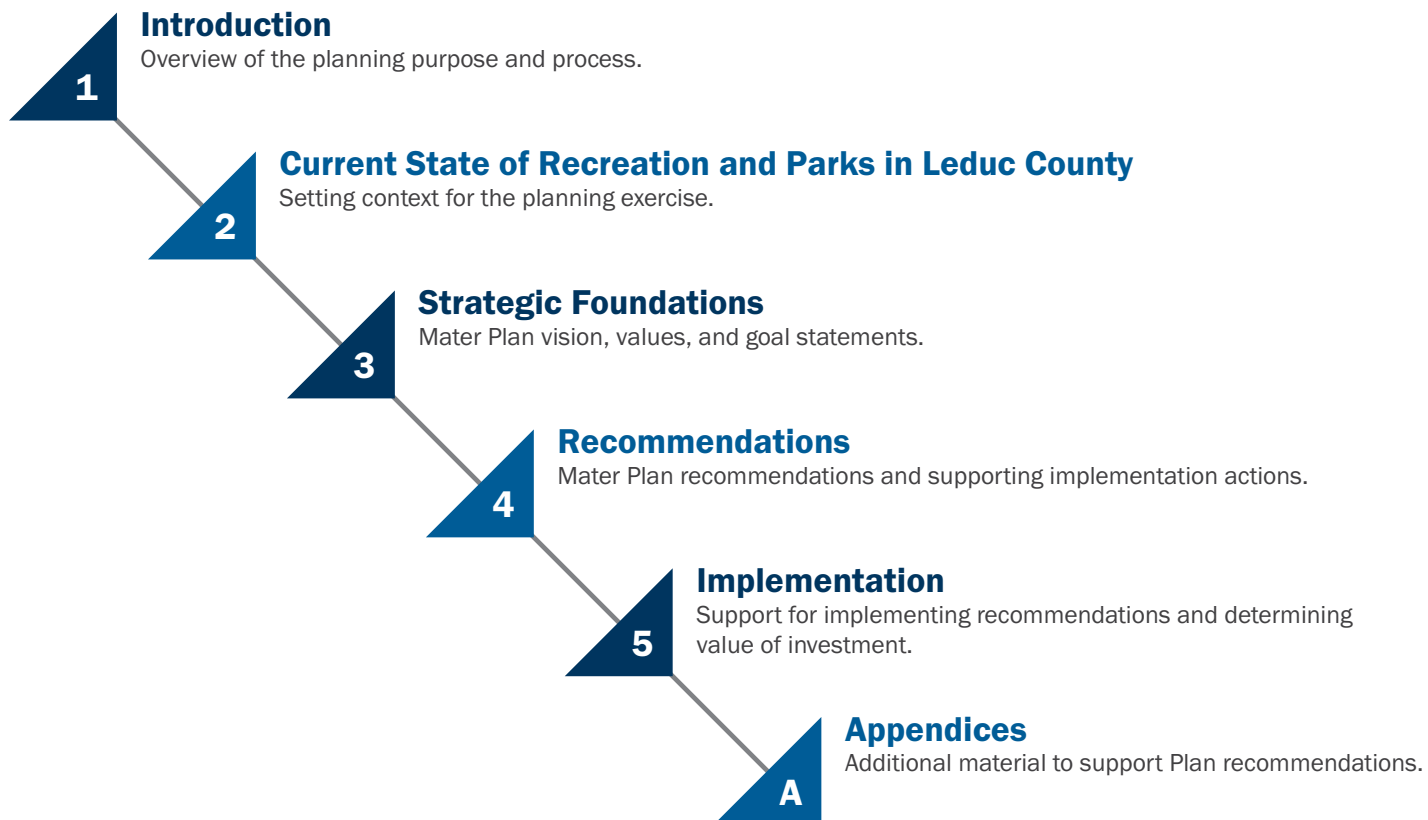 Introduction
Overview of the planning purpose and process.
1
Current State of Recreation and Parks in Leduc County
Setting context for the planning exercise.
2
Strategic Foundations
Mater Plan vision, values, and goal statements.
3
Recommendations
Mater Plan recommendations and supporting implementation actions.
4
Implementation
Support for implementing recommendations and determining
value of investment.
5
Appendices
Additional material to support Plan recommendations.
A